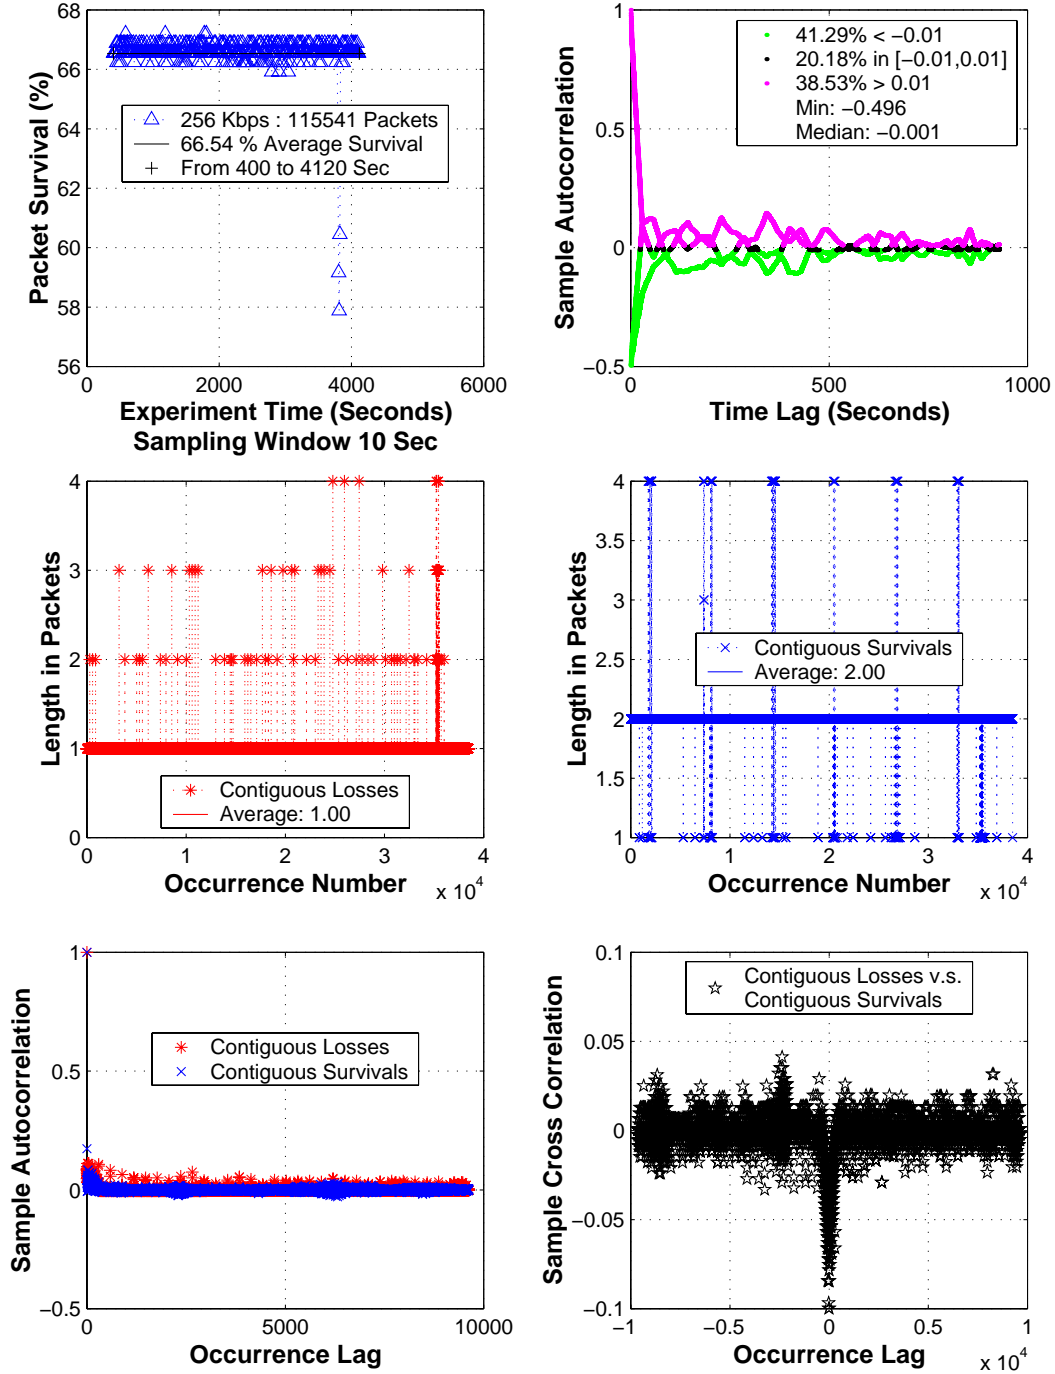 68
66
64
62
60
58
56
Packet Survival (%)
256 Kbps : 115541 Packets
66.54 % Average Survival
From 400 to 4120 Sec
0
2000
4000
6000
Experiment Time (Seconds)
Sampling Window 10 Sec
1
0.5
0
−0.5
Sample Autocorrelation
41.29% < −0.01
20.18% in [−0.01,0.01]
38.53% > 0.01
Min: −0.496
Median: −0.001
0
500
1000
Time Lag (Seconds)
4
3
2
1
0
Length in Packets
Contiguous Losses
Average: 1.00
0
1
2
3
4
Occurrence Number
x 10^4
4
3.5
3
2.5
2
1.5
1
Length in Packets
Contiguous Survivals
Average: 2.00
0
1
2
3
4
Occurrence Number
x 10^4
1
0.5
0
−0.5
Sample Autocorrelation
Contiguous Losses
Contiguous Survivals
0
5000
10000
Occurrence Lag
0.1
0.05
0
−0.05
−0.1
Sample Cross Correlation
Contiguous Losses v.s.
Contiguous Survivals
−1
−0.5
0
0.5
1
Occurrence Lag
x 10^4